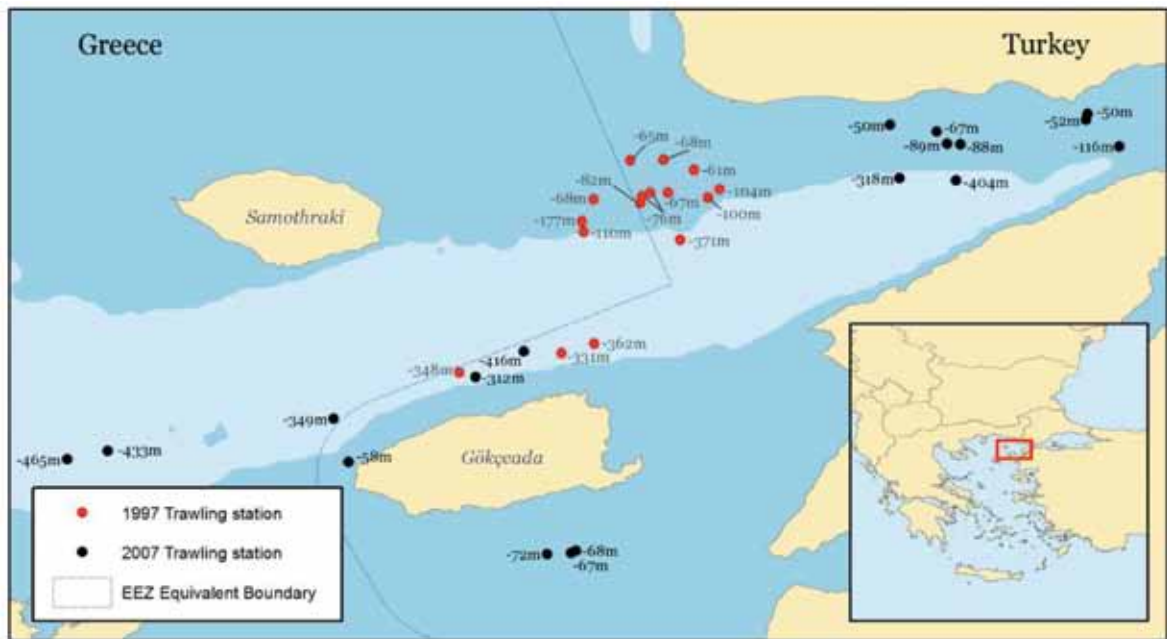 Greece
Turkey
-50m
-52m
-50m
-67m
-89m
-88m
-116m
-65m
-68m
-61m
-318m
-404m
-82m
-68m
-67m
-104m
-100m
-76m
Samothraki
-177m
-110m
-371m
-362m
-416m
-331m
-348m
-312m
-349m
-433m
-465m
-58m
Gökçeada
1997 Trawling station
2007 Trawling station
EEZ Equivalent Boundary
-72m
-68m
-67m